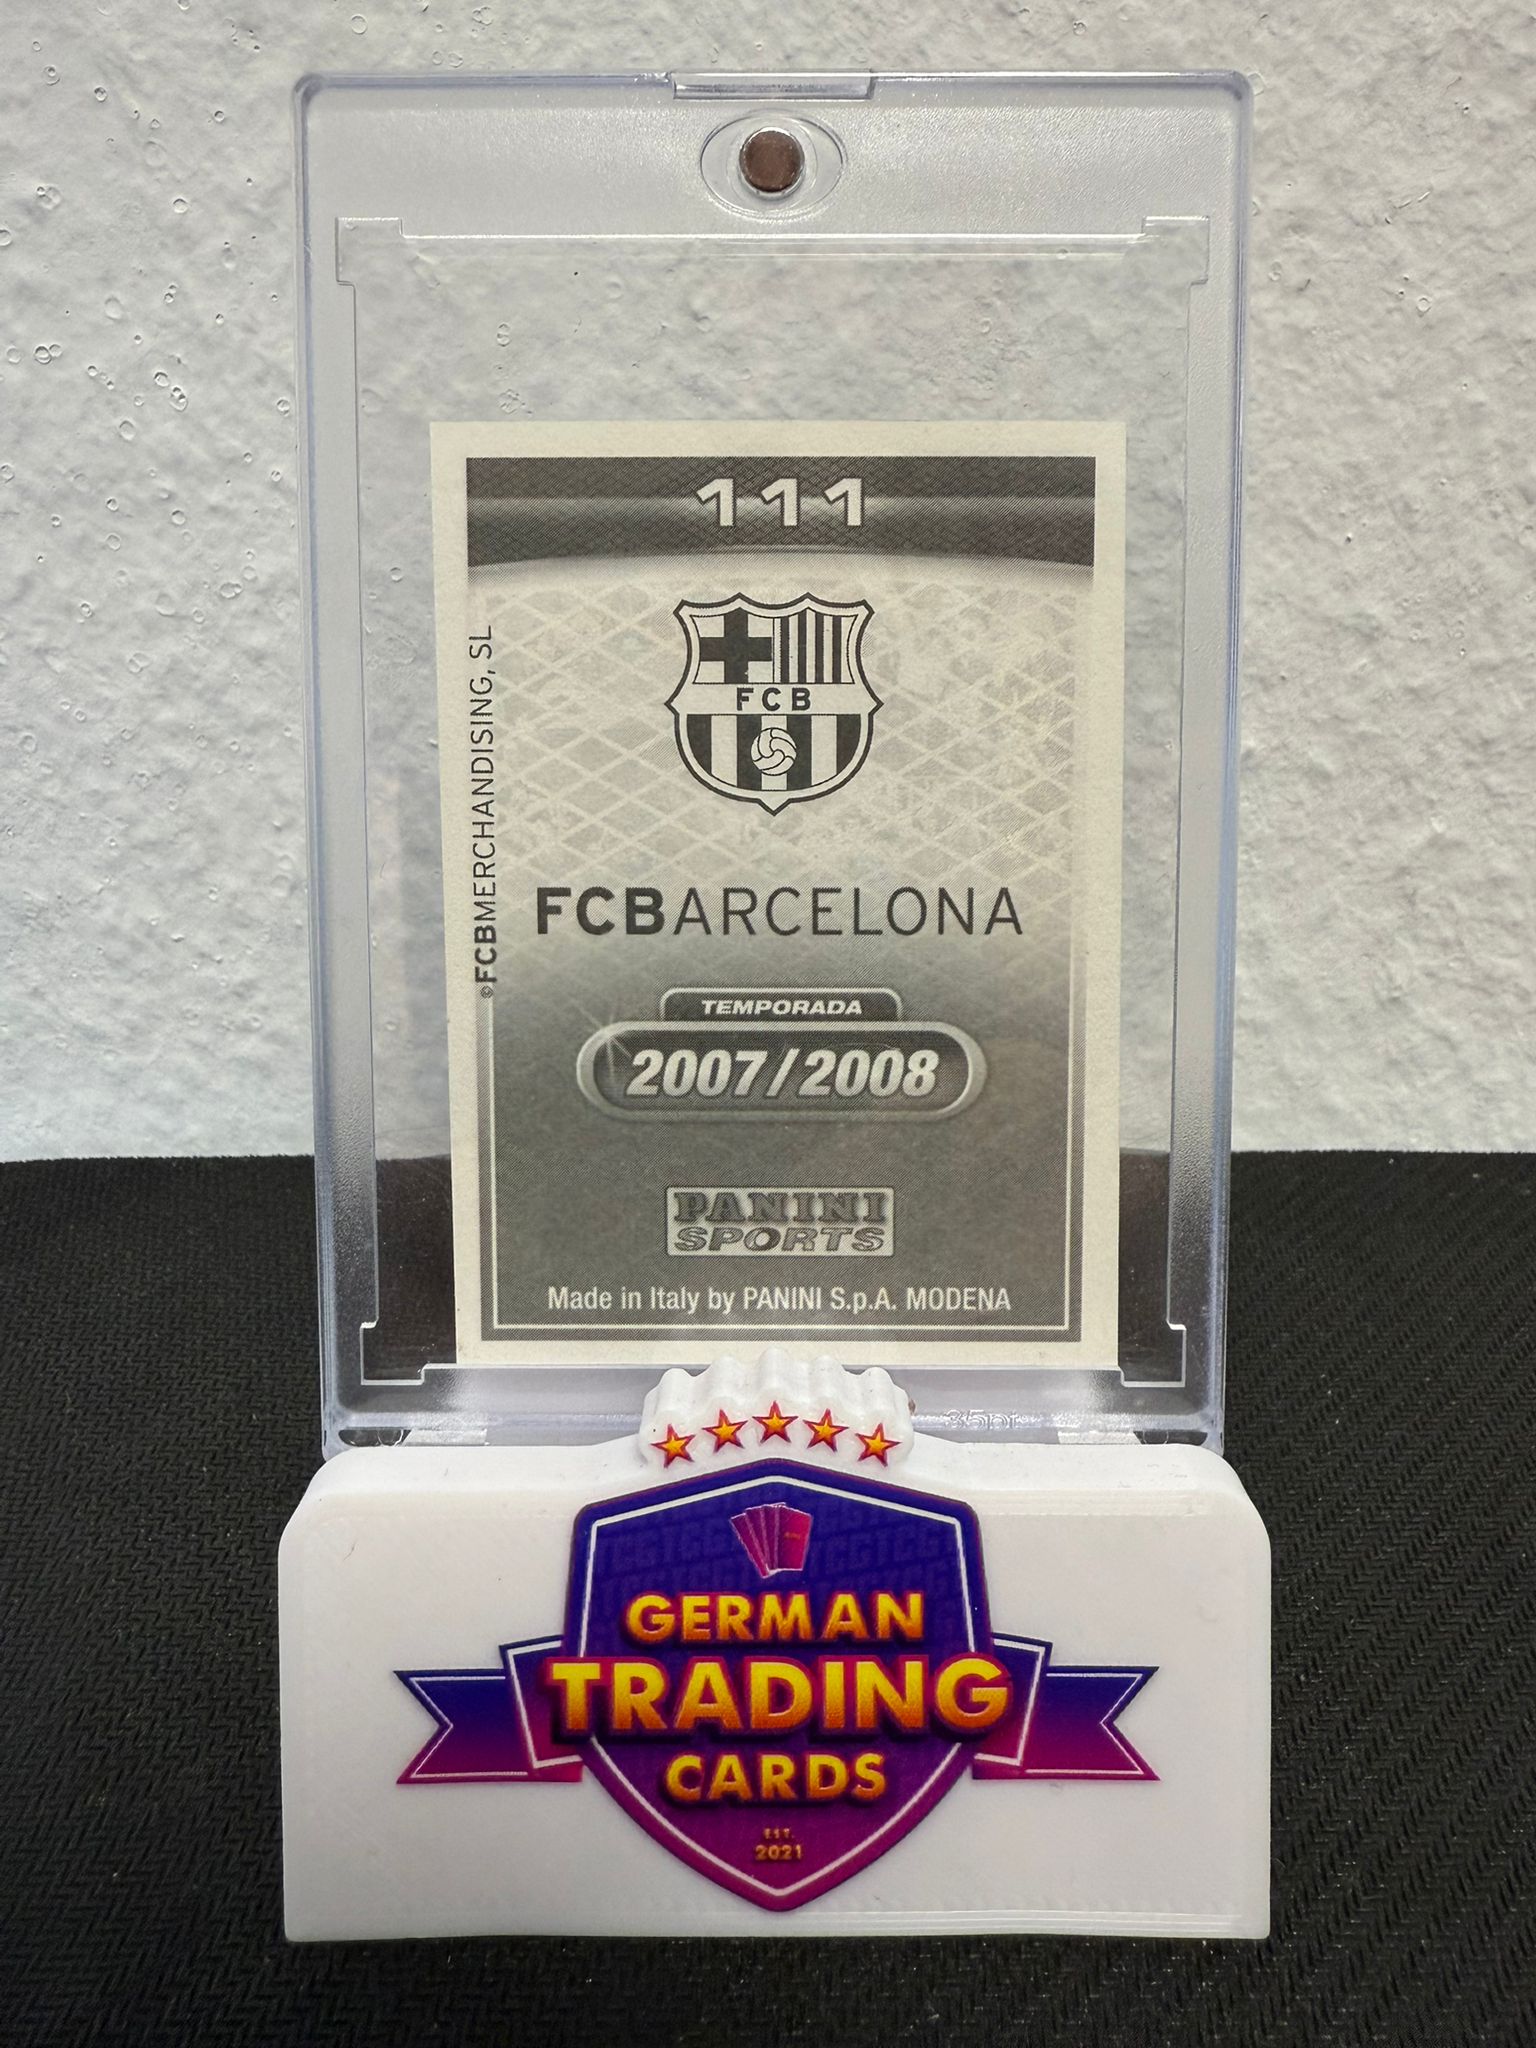 111
©FCBMERCHANDISING, SL
FCB
FCBARCELONA
TEMPORADA
2007/2008
PANINI
SPORTS
Made in Italy by PANINI S.p.A. MODENA
35pt
GERMAN
TRADING
CARDS
EST.
2021